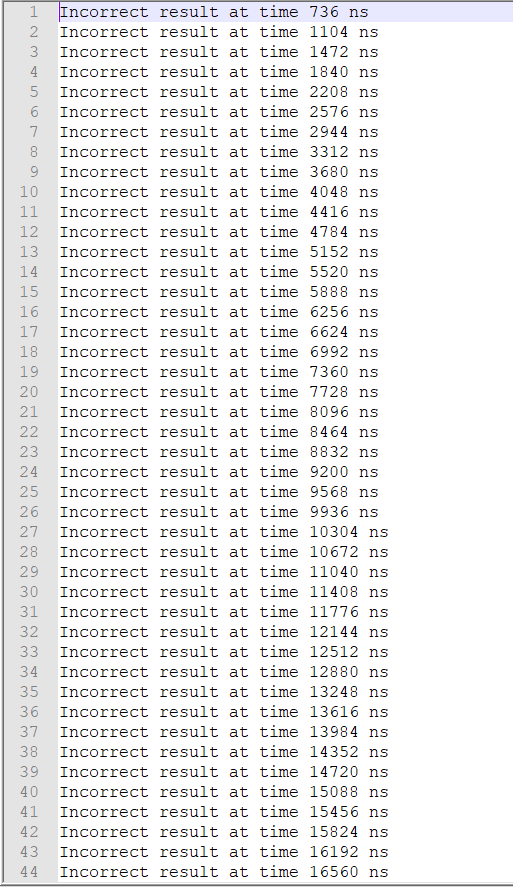 1 Incorrect result at time 736 ns
2 Incorrect result at time 1104 ns
3 Incorrect result at time 1472 ns
4 Incorrect result at time 1840 ns
5 Incorrect result at time 2208 ns
6 Incorrect result at time 2576 ns
7 Incorrect result at time 2944 ns
8 Incorrect result at time 3312 ns
9 Incorrect result at time 3680 ns
10 Incorrect result at time 4048 ns
11 Incorrect result at time 4416 ns
12 Incorrect result at time 4784 ns
13 Incorrect result at time 5152 ns
14 Incorrect result at time 5520 ns
15 Incorrect result at time 5888 ns
16 Incorrect result at time 6256 ns
17 Incorrect result at time 6624 ns
18 Incorrect result at time 6992 ns
19 Incorrect result at time 7360 ns
20 Incorrect result at time 7728 ns
21 Incorrect result at time 8096 ns
22 Incorrect result at time 8464 ns
23 Incorrect result at time 8832 ns
24 Incorrect result at time 9200 ns
25 Incorrect result at time 9568 ns
26 Incorrect result at time 9936 ns
27 Incorrect result at time 10304 ns
28 Incorrect result at time 10672 ns
29 Incorrect result at time 11040 ns
30 Incorrect result at time 11408 ns
31 Incorrect result at time 11776 ns
32 Incorrect result at time 12144 ns
33 Incorrect result at time 12512 ns
34 Incorrect result at time 12880 ns
35 Incorrect result at time 13248 ns
36 Incorrect result at time 13616 ns
37 Incorrect result at time 13984 ns
38 Incorrect result at time 14352 ns
39 Incorrect result at time 14720 ns
40 Incorrect result at time 15088 ns
41 Incorrect result at time 15456 ns
42 Incorrect result at time 15824 ns
43 Incorrect result at time 16192 ns
44 Incorrect result at time 16560 ns